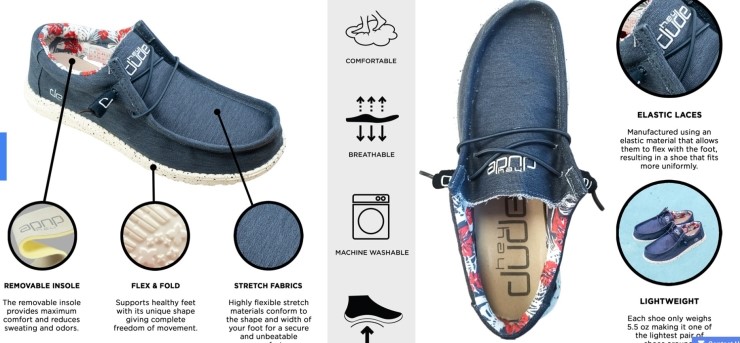 hey
dude
REMOVABLE INSOLE
The removable insole
provides maximum
comfort and reduces
sweating and odors.
FLEX & FOLD
Supports healthy feet
with its unique shape
giving complete
freedom of movement.
STRETCH FABRICS
Highly flexible stretch
materials conform to
the shape and width of
your foot for a secure
and unbeatable
COMFORTABLE
BREATHABLE
MACHINE WASHABLE
hey
dude
hey
dude
hey
dude
ELASTIC LACES
Manufactured using an
elastic material that allows
them to flex with the foot,
resulting in a shoe that fits
more uniformly.
LIGHTWEIGHT
Each shoe only weighs
5.5 oz making it one of
the lightest pair of